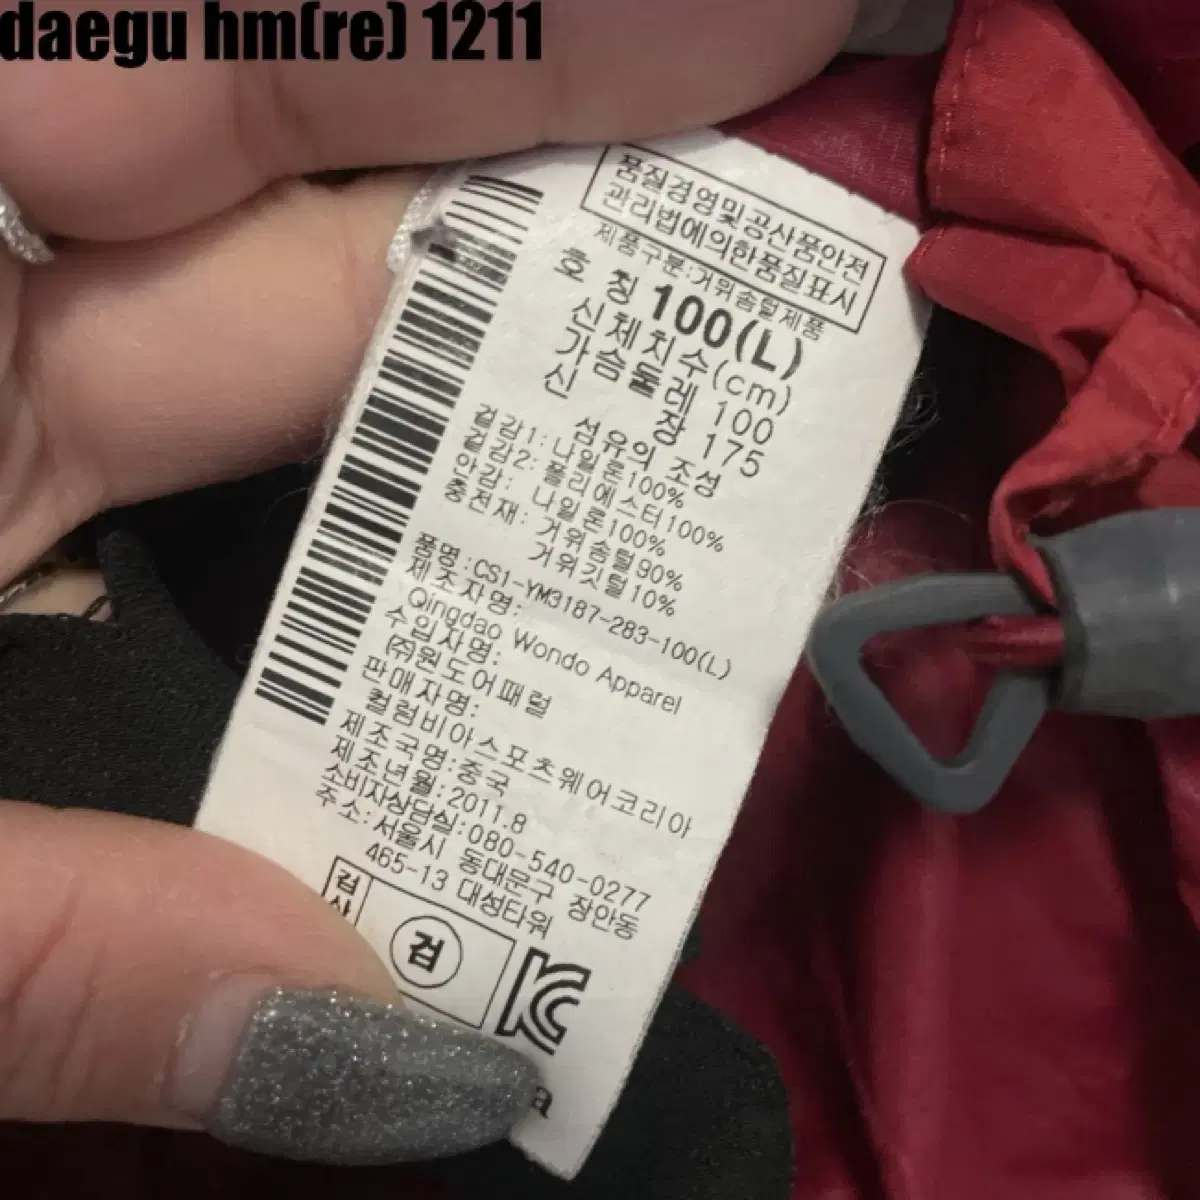 daegu hm(re) 1211
품질경영및공산품안전
관리법에의한품질표시
제품구분:거위솜털제품
호 칭 100(L)
신체치수(cm)
가슴둘레 100
신 장 175
섬유의 조성
겉감1: 나일론100%
겉감2: 폴리에스터100%
안감: 나일론100%
충전재: 거위솜털90%
거위깃털10%
품명:CS1-YM3187-283-100(L)
제조자명:
Qingdao Wondo Apparel
수입자명:
(주)원도어패럴
판매자명:
컬럼비아스포츠웨어코리아
제조국명:중국
제조년월:2011.8
소비자상담실:080-540-0277
주소:서울시 동대문구 장안동
465-13 대성타워
검사
검
KC